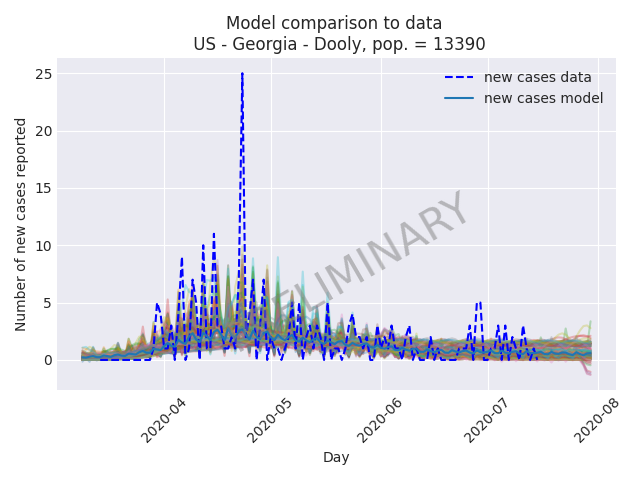 Model comparison to data
US - Georgia - Dooly, pop. = 13390
new cases data
new cases model
Number of new cases reported
25
20
15
10
5
0
ELIMINARY
2020-04
2020-05
2020-06
2020-07
2020-08
Day